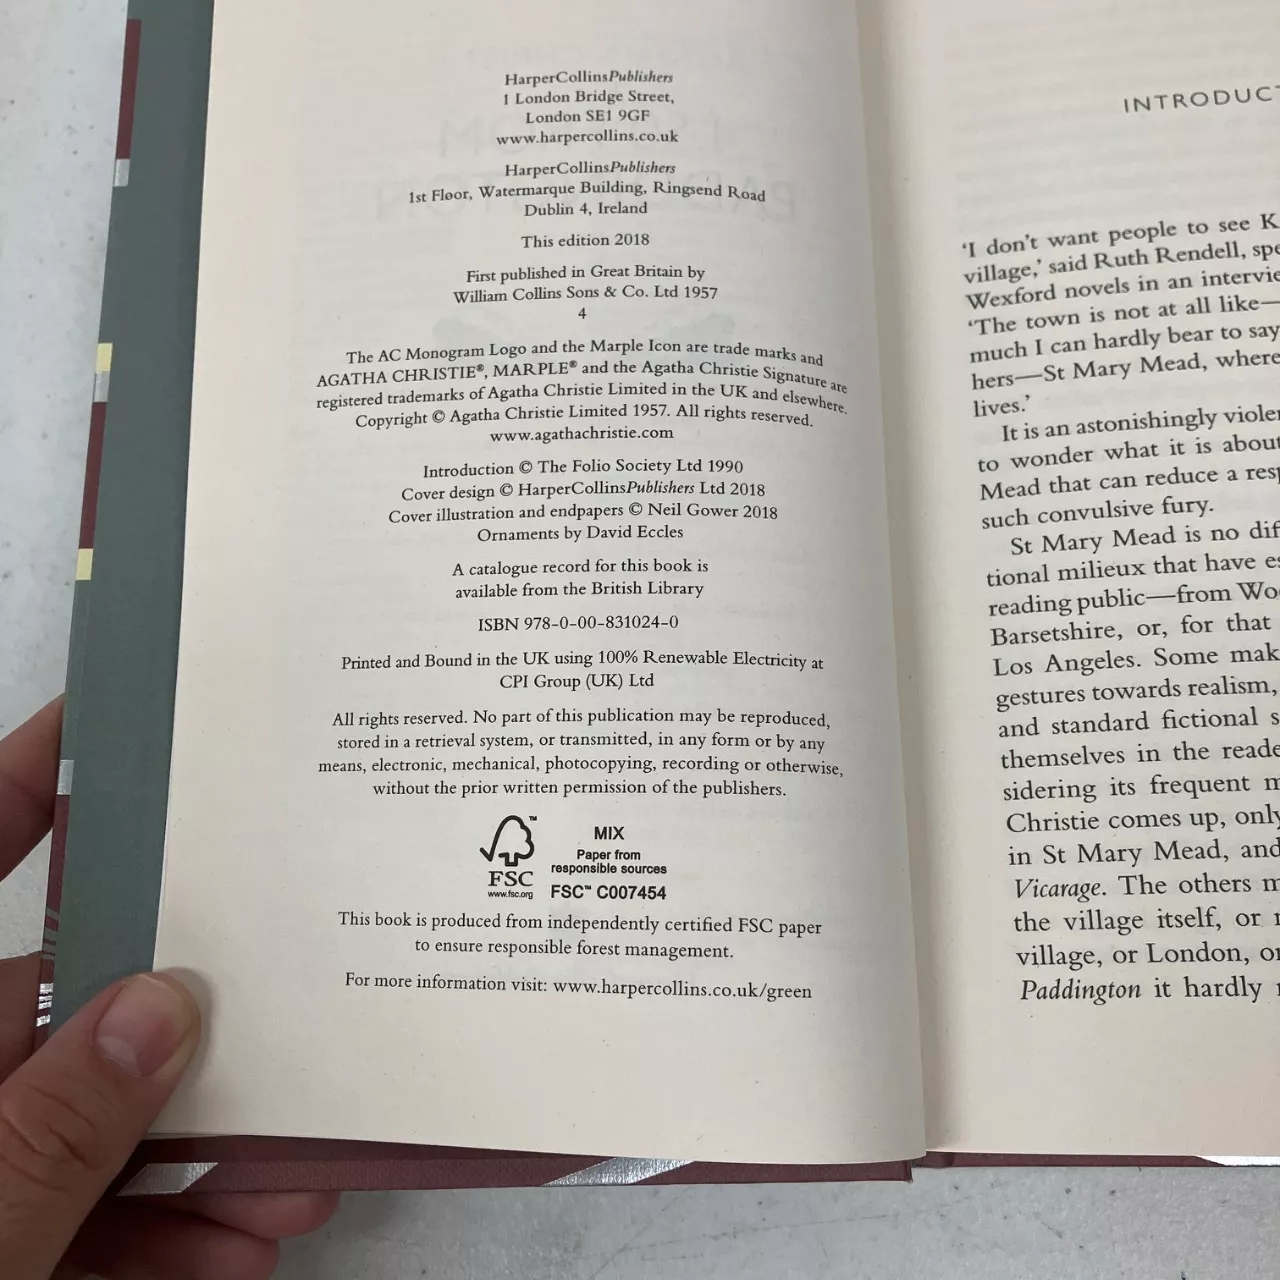 HarperCollinsPublishers
1 London Bridge Street,
London SE1 9GF
www.harpercollins.co.uk
HarperCollinsPublishers
1st Floor, Watermarque Building, Ringsend Road
Dublin 4, Ireland
This edition 2018
First published in Great Britain by
William Collins Sons & Co. Ltd 1957
4
The AC Monogram Logo and the Marple Icon are trade marks and
AGATHA CHRISTIE®, MARPLE® and the Agatha Christie Signature are
registered trademarks of Agatha Christie Limited in the UK and elsewhere.
Copyright © Agatha Christie Limited 1957. All rights reserved.
www.agathachristie.com
Introduction © The Folio Society Ltd 1990
Cover design © HarperCollinsPublishers Ltd 2018
Cover illustration and endpapers © Neil Gower 2018
Ornaments by David Eccles
A catalogue record for this book is
available from the British Library
ISBN 978-0-00-831024-0
Printed and Bound in the UK using 100% Renewable Electricity at
CPI Group (UK) Ltd
All rights reserved. No part of this publication may be reproduced,
stored in a retrieval system, or transmitted, in any form or by any
means, electronic, mechanical, photocopying, recording or otherwise,
without the prior written permission of the publishers.
FSC
™
www.fsc.org
MIX
Paper from
responsible sources
FSC™ C007454
This book is produced from independently certified FSC paper
to ensure responsible forest management.
For more information visit: www.harpercollins.co.uk/green
INTRODUCT
‘I don’t want people to see K
village,’ said Ruth Rendell, spe
Wexford novels in an intervie
‘The town is not at all like—
much I can hardly bear to say
hers—St Mary Mead, where
lives.’
It is an astonishingly violen
to wonder what it is about
Mead that can reduce a resp
such convulsive fury.
St Mary Mead is no dif
tional milieux that have es
reading public—from Wo
Barsetshire, or, for that
Los Angeles. Some mak
gestures towards realism,
and standard fictional s
themselves in the reade
sidering its frequent m
Christie comes up, only
in St Mary Mead, and
Vicarage. The others m
the village itself, or
village, or London, or
Paddington it hardly